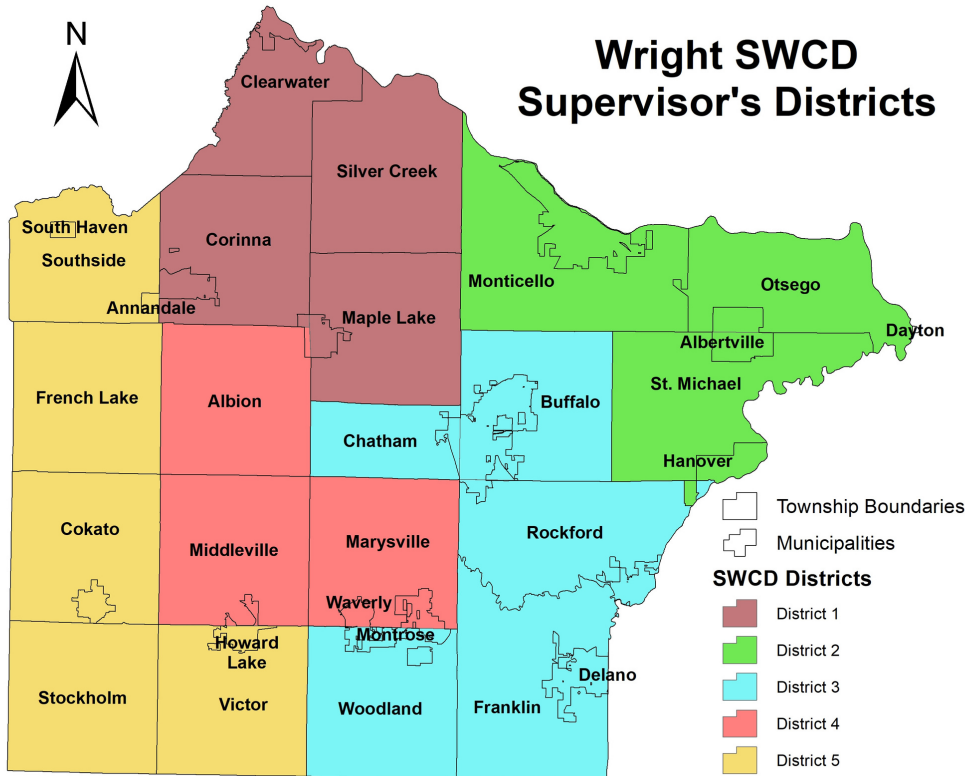 N
Wright SWCD
Supervisor's Districts
Clearwater
Silver Creek
South Haven
Southside
Corinna
Annandale
Monticello
Otsego
Maple Lake
Dayton
Albertville
St. Michael
French Lake
Albion
Buffalo
Chatham
Hanover
Cokato
Middleville
Marysville
Rockford
Waverly
Montrose
Howard
Lake
Delano
Stockholm
Victor
Woodland
Franklin
Township Boundaries
Municipalities
SWCD Districts
District 1
District 2
District 3
District 4
District 5